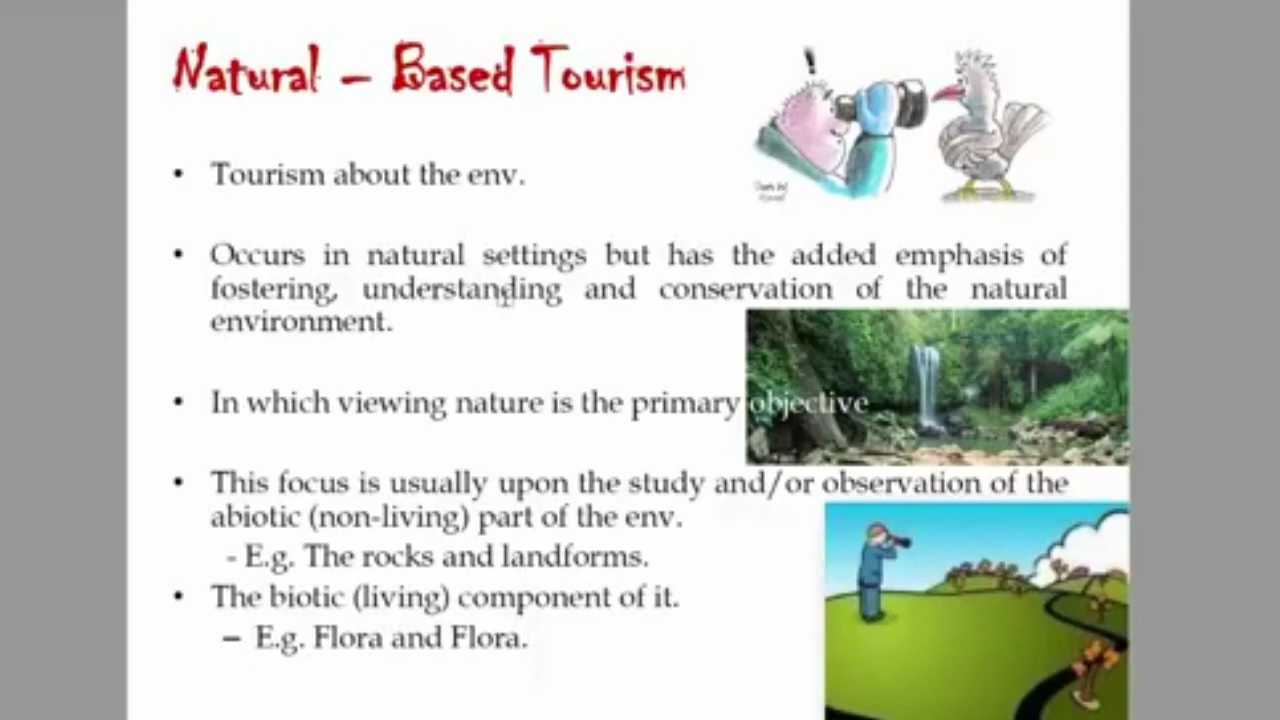 Natural – Based Tourism
• Tourism about the env.
• Occurs in natural settings but has the added emphasis of
fostering, understanding and conservation of the natural
environment.
• In which viewing nature is the primary objective
• This focus is usually upon the study and/or observation of the
abiotic (non-living) part of the env.
- E.g. The rocks and landforms.
• The biotic (living) component of it.
– E.g. Flora and Flora.
!